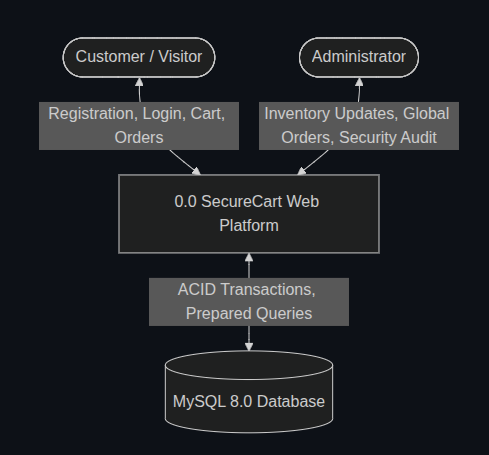 Customer / Visitor
Administrator
Registration, Login, Cart,
Orders
Inventory Updates, Global
Orders, Security Audit
0.0 SecureCart Web
Platform
ACID Transactions,
Prepared Queries
MySQL 8.0 Database